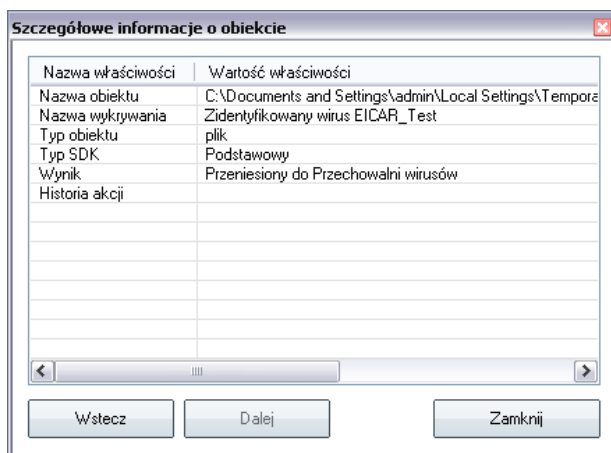 Szczegółowe informacje o obiekcie
Nazwa właściwości Wartość właściwości
Nazwa obiektu C:\Documents and Settings\admin\Local Settings\Tempora
Nazwa wykrywania Zidentyfikowany wirus EICAR_Test
Typ obiektu plik
Typ SDK Podstawowy
Wynik Przeniesiony do Przechowalni wirusów
Historia akcji
Wstecz Dalej Zamknij